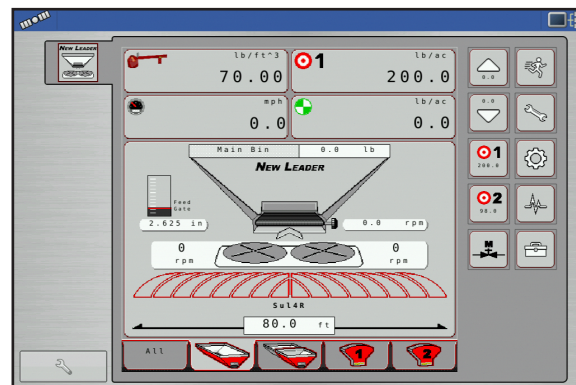 NEW LEADER
lb/ft^3
70.00
1
lb/ac
200.0
mph
0.0
lb/ac
0.0
Main Bin
0.0 lb
NEW LEADER
Feed
Gate
2.625 in
0.0 rpm
0
rpm
0
rpm
Sul4R
80.0 ft
All
1
2
0.0
0.0
1
200.0
2
90.0
M